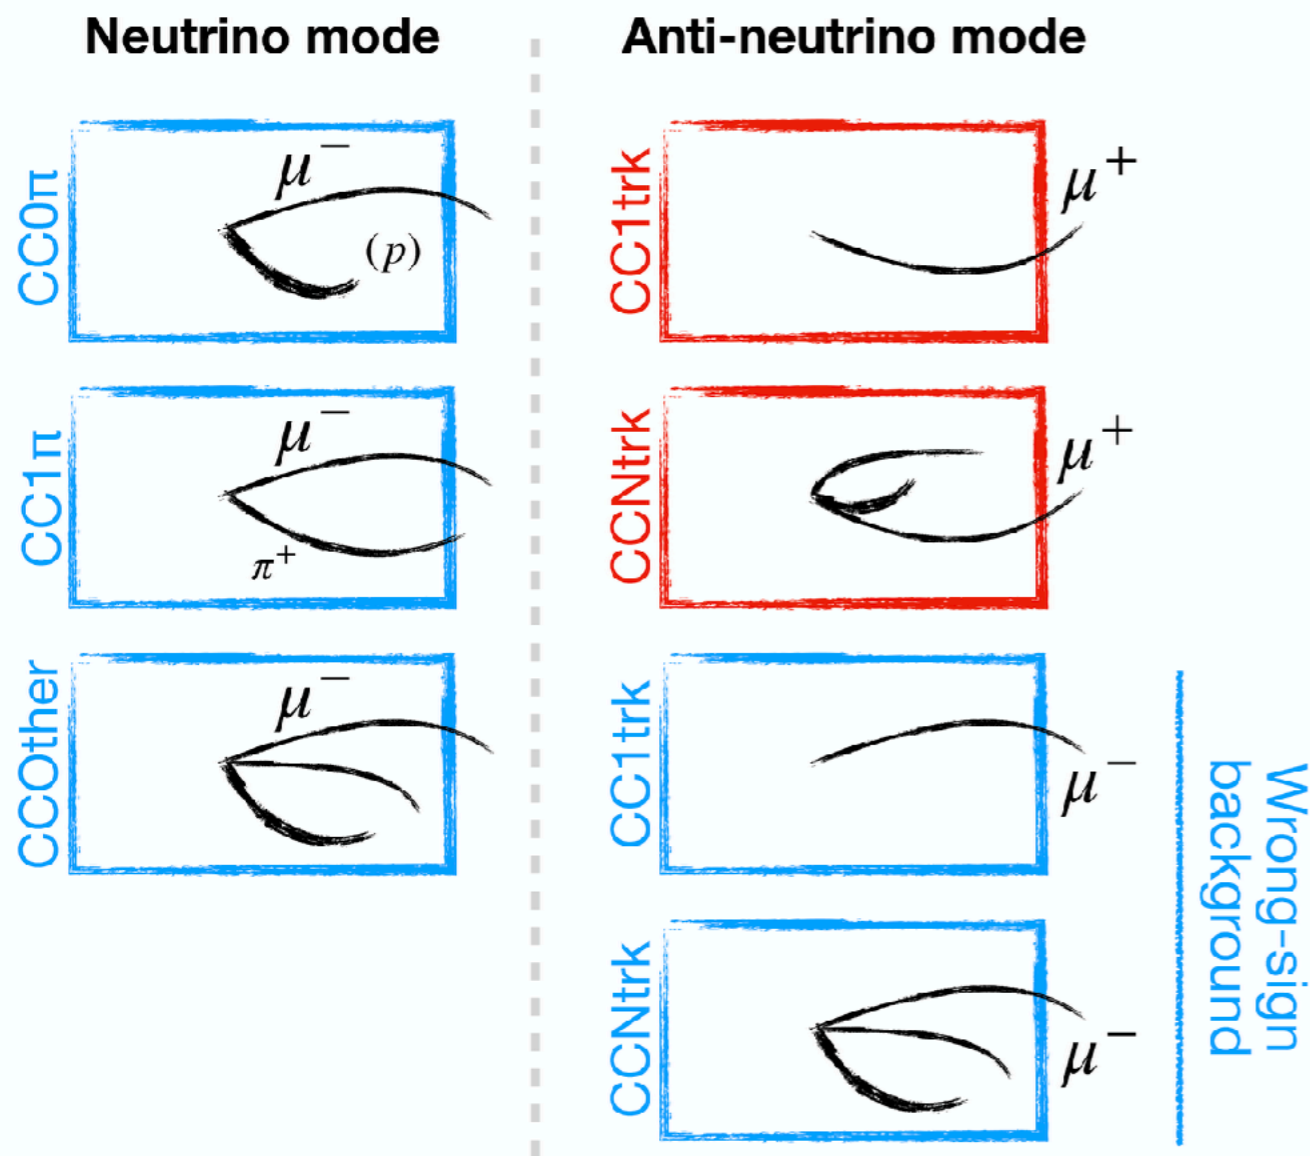 Neutrino mode
CC0π
μ⁻
(p)
CC1π
μ⁻
π⁺
CCOther
μ⁻
Anti-neutrino mode
CC1trk
μ⁺
CCNtrk
μ⁺
CC1trk
μ⁻
CCNtrk
μ⁻
Wrong-sign
background